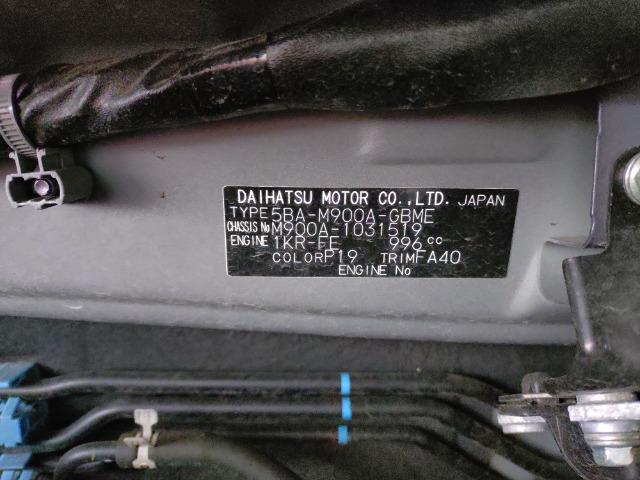 DAIHATSU MOTOR CO.,LTD. JAPAN
TYPE 5BA-M900A-GBME
CHASSIS No M900A-1031519
ENGINE 1KR-FE 996cc
COLOR P19 TRIM FA40
ENGINE No